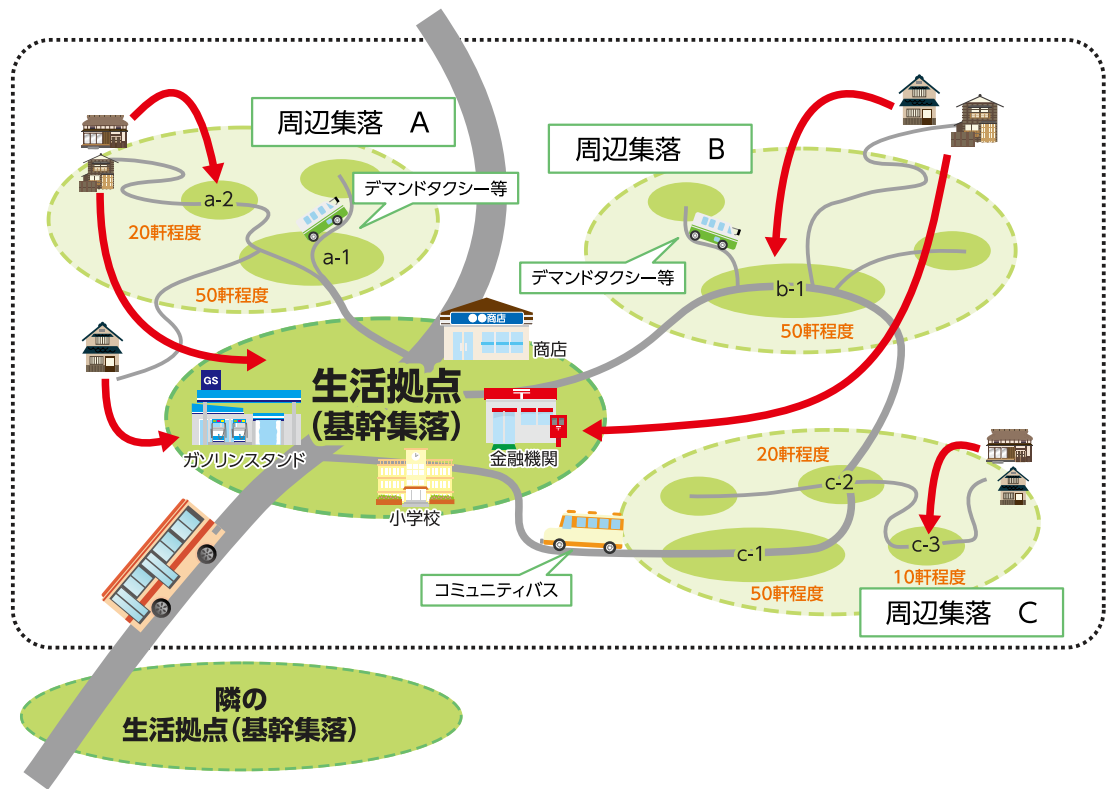 周辺集落 A
周辺集落 B
デマンドタクシー等
a-2
20軒程度
a-1
50軒程度
デマンドタクシー等
b-1
50軒程度
●●商店
商店
GS
生活拠点
(基幹集落)
ガソリンスタンド
金融機関
小学校
20軒程度
c-2
c-3
c-1
10軒程度
50軒程度
コミュニティバス
周辺集落 C
隣の
生活拠点(基幹集落)